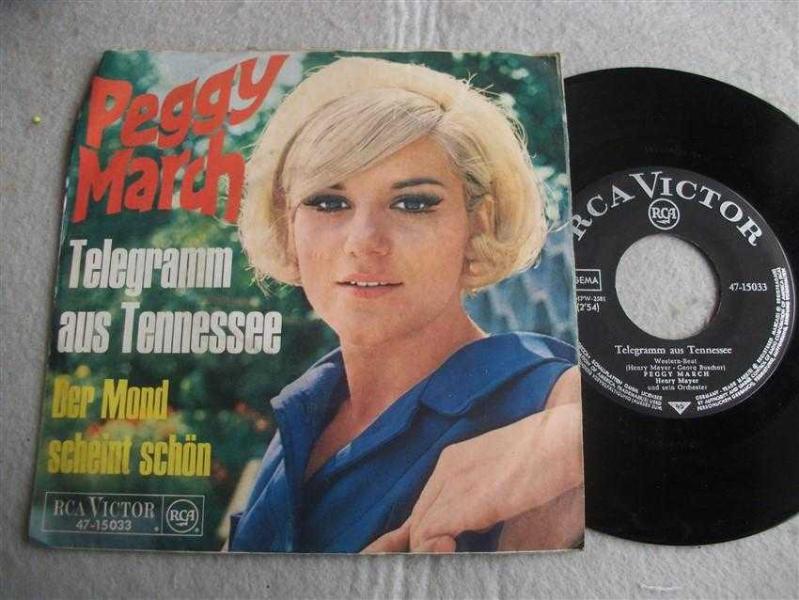 Peggy
March
Telegramm
aus Tennessee
Der Mond
scheint schön
RCA VICTOR
RCA
47-15033
RCA VICTOR
RCA
GEMA
47-15033
(2'54)
Telegramm aus Tennessee
Western-Beat
(Henry Mayer - Georg Buschor)
PEGGY MARCH
Henry Mayer
und sein Orchester